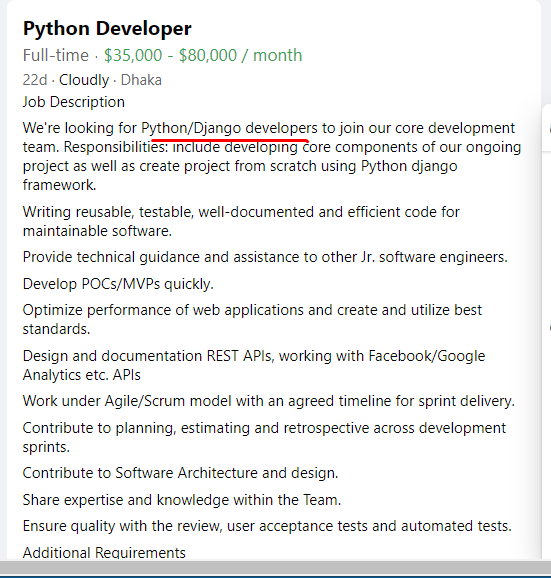 Python Developer
Full-time · $35,000 - $80,000 / month
22d · Cloudly · Dhaka
Job Description
We're looking for Python/Django developers to join our core development
team. Responsibilities: include developing core components of our ongoing
project as well as create project from scratch using Python django
framework.
Writing reusable, testable, well-documented and efficient code for
maintainable software.
Provide technical guidance and assistance to other Jr. software engineers.
Develop POCs/MVPs quickly.
Optimize performance of web applications and create and utilize best
standards.
Design and documentation REST APIs, working with Facebook/Google
Analytics etc. APIs
Work under Agile/Scrum model with an agreed timeline for sprint delivery.
Contribute to planning, estimating and retrospective across development
sprints.
Contribute to Software Architecture and design.
Share expertise and knowledge within the Team.
Ensure quality with the review, user acceptance tests and automated tests.
Additional Requirements